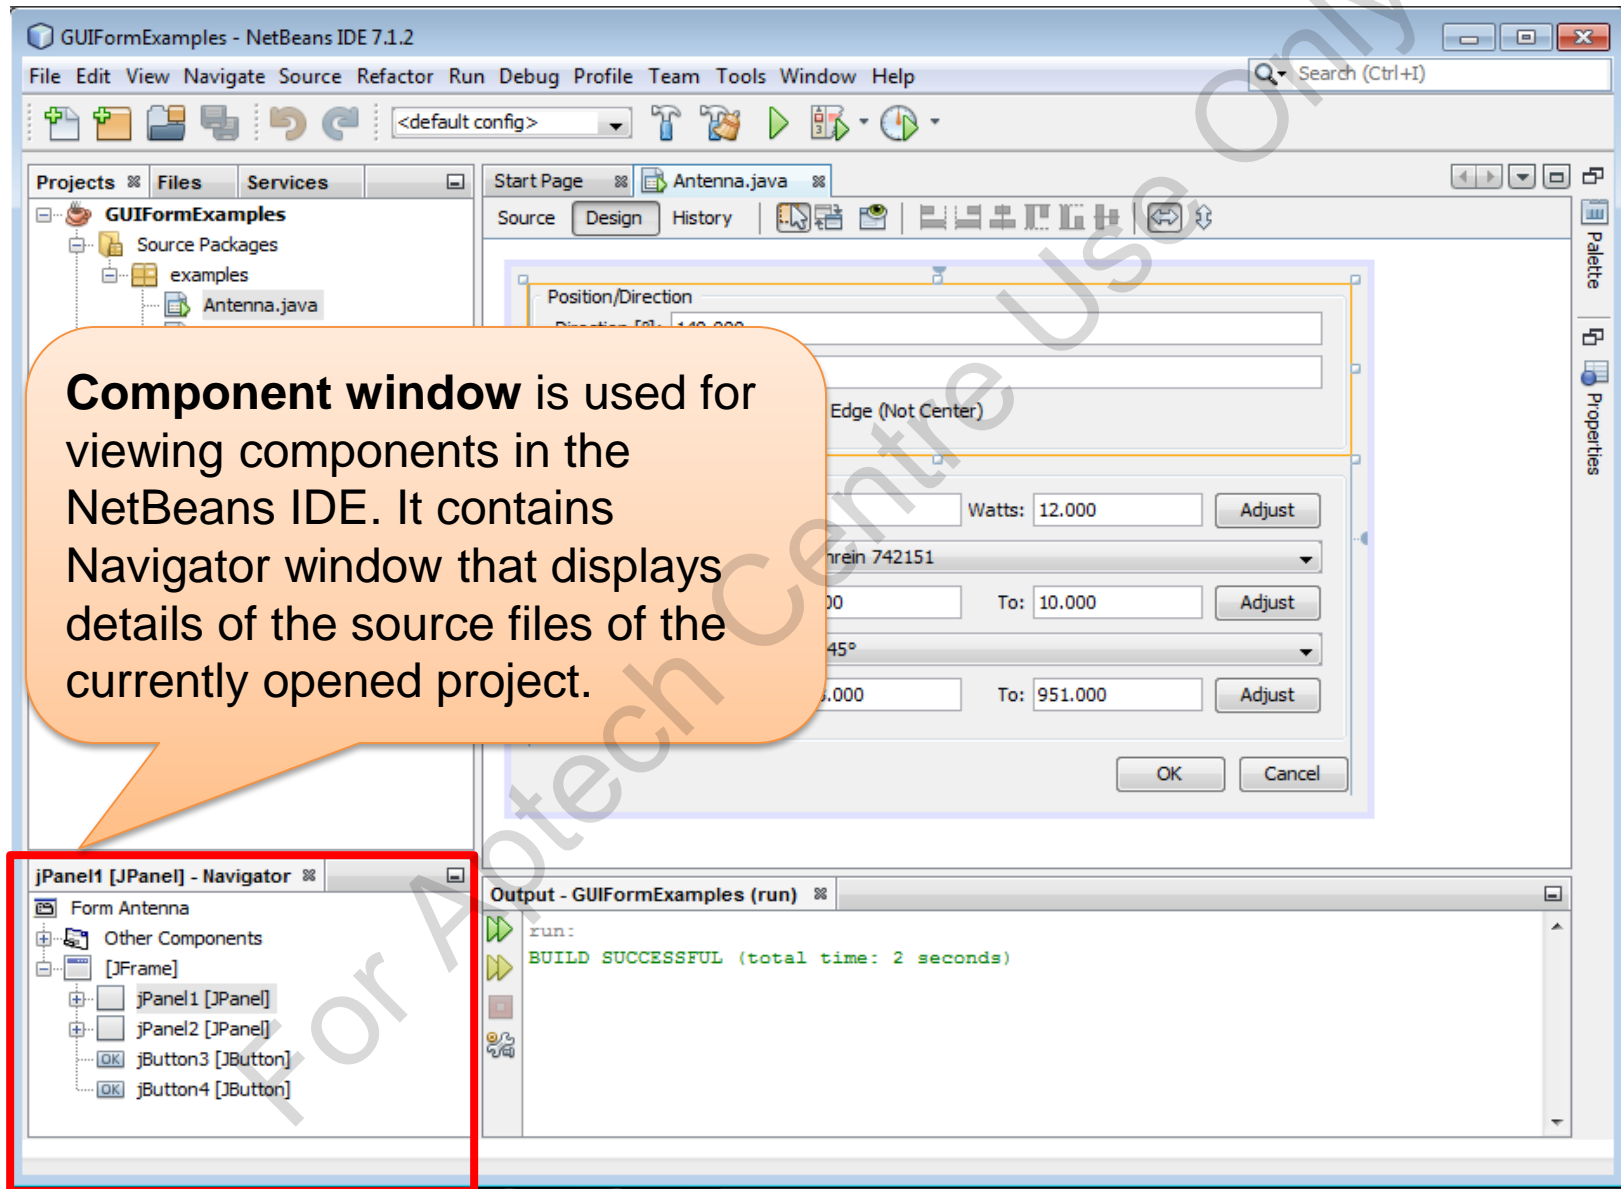 GUIFormExamples - NetBeans IDE 7.1.2
File Edit View Navigate Source Refactor Run Debug Profile Team Tools Window Help
Search (Ctrl+I)
<default config>
Projects Files Services
Start Page Antenna.java
GUIFormExamples
Source Packages
examples
Antenna.java
Source Design History
Palette
Properties
Position/Direction
Edge (Not Center)
Watts: 12.000 Adjust
742151
To: 10.000 Adjust
45°
To: 951.000 Adjust
OK Cancel
Component window is used for
viewing components in the
NetBeans IDE. It contains
Navigator window that displays
details of the source files of the
currently opened project.
jPanel1 [JPanel] - Navigator
Form Antenna
Other Components
[JFrame]
jPanel1 [JPanel]
jPanel2 [JPanel]
OK jButton3 [JButton]
OK jButton4 [JButton]
Output - GUIFormExamples (run)
run:
BUILD SUCCESSFUL (total time: 2 seconds)
For Aptech Centre Use Only